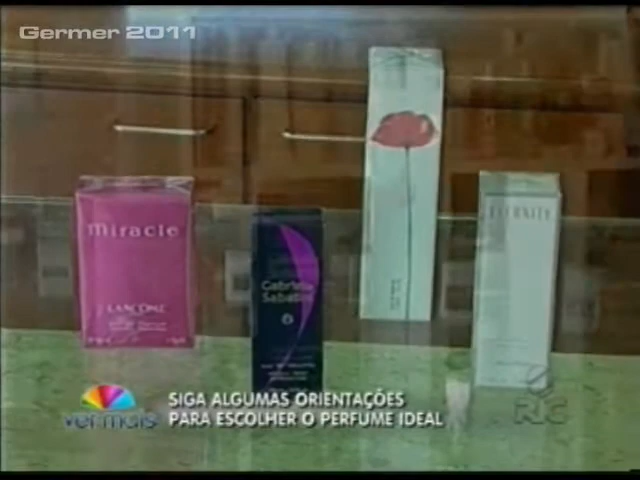 Germer 2011
miracle
LANCÔME
Gabriela
Sabatini
ETERNITY
SIGA ALGUMAS ORIENTAÇÕES
PARA ESCOLHER O PERFUME IDEAL
ver mais
RIC